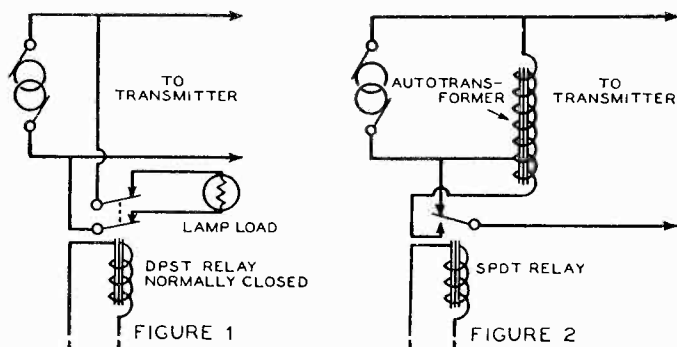 TO
TRANSMITTER
LAMP LOAD
DPST RELAY
NORMALLY CLOSED
FIGURE 1
AUTOTRANS-
FORMER
TO
TRANSMITTER
SPDT RELAY
FIGURE 2